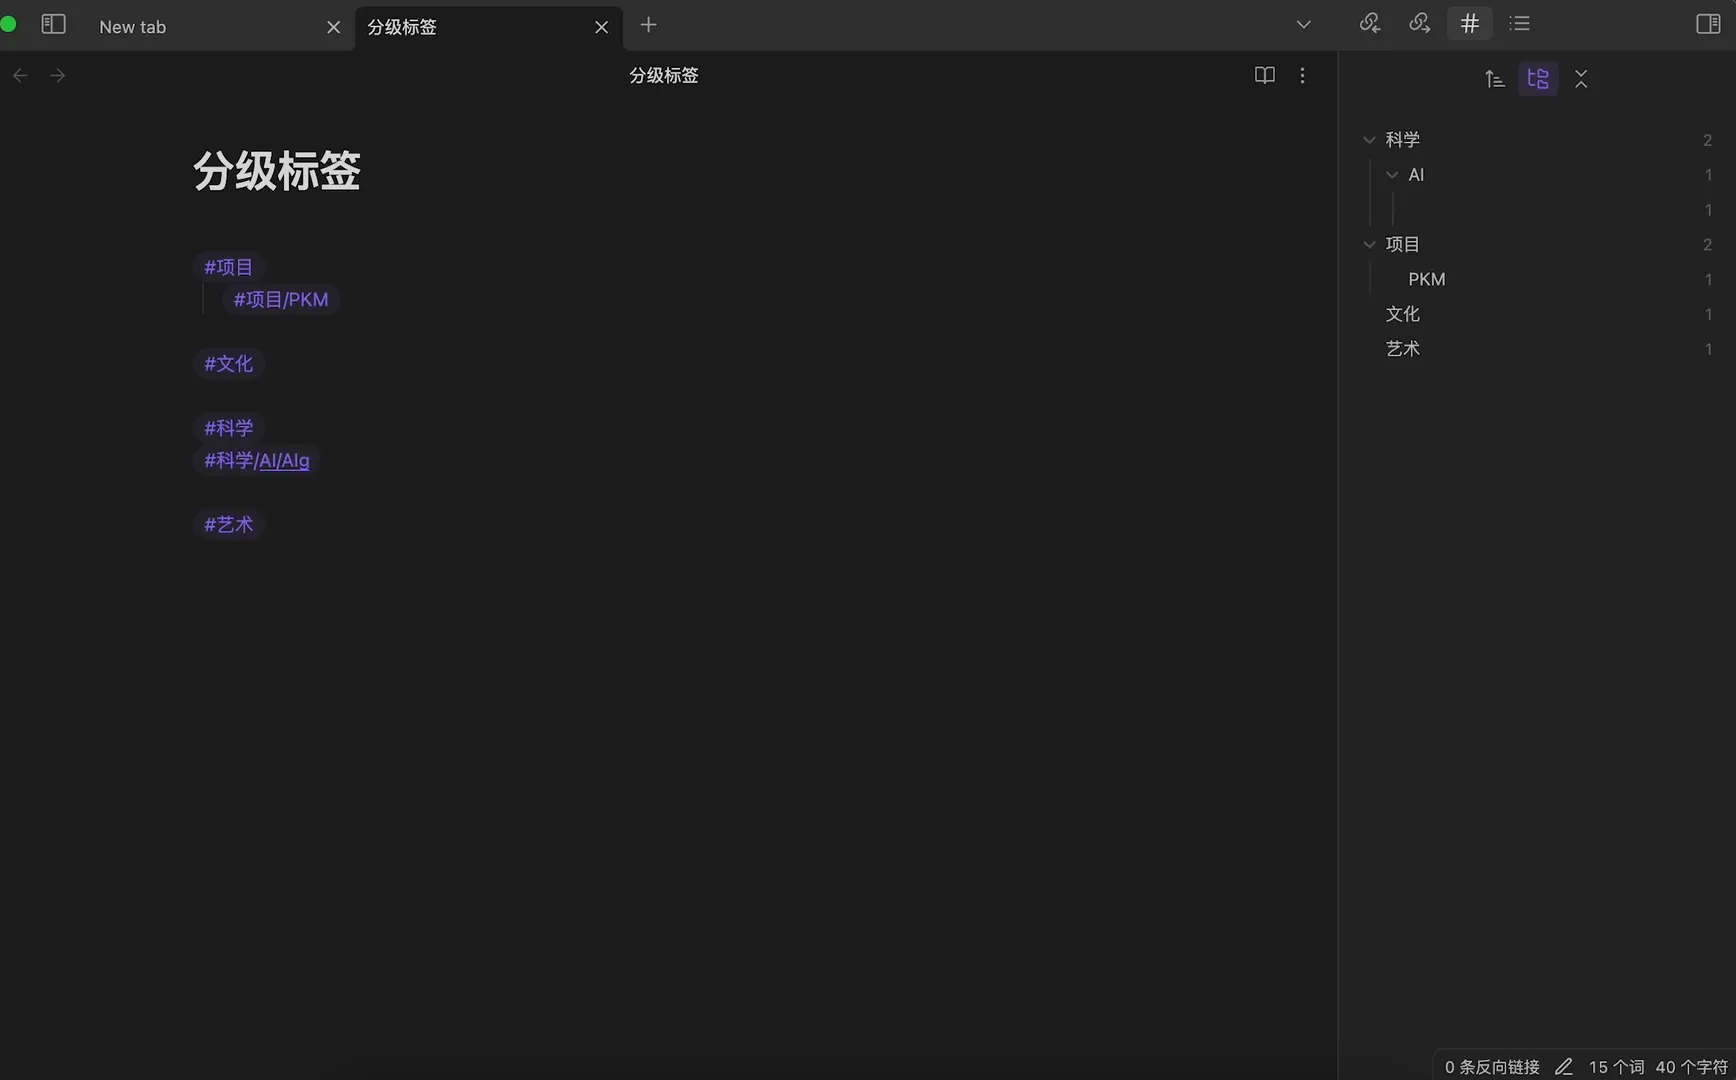 New tab
分级标签
分级标签
分级标签
#项目
#项目/PKM
#文化
#科学
#科学/AI/Alg
#艺术
科学 2
AI 1
1
项目 2
PKM 1
文化 1
艺术 1
0 条反向链接 15 个词 40 个字符